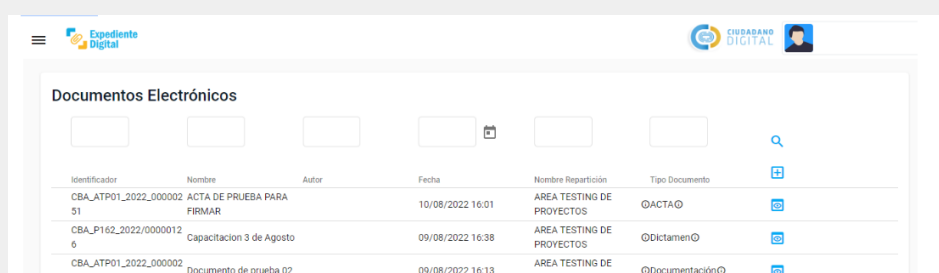 Expediente
Digital
CIUDADANO
DIGITAL
Documentos Electrónicos
Identificador Nombre Autor Fecha Nombre Repartición Tipo Documento
CBA_ATP01_2022_000002 ACTA DE PRUEBA PARA AREA TESTING DE
51 FIRMAR 10/08/2022 16:01 PROYECTOS ACTA
CBA_P162_2022/0000012 AREA TESTING DE
6 Capacitacion 3 de Agosto 09/08/2022 16:38 PROYECTOS Dictamen
CBA_ATP01_2022_000002 AREA TESTING DE
Documento de prueba 02 09/08/2022 16:13 Documentación